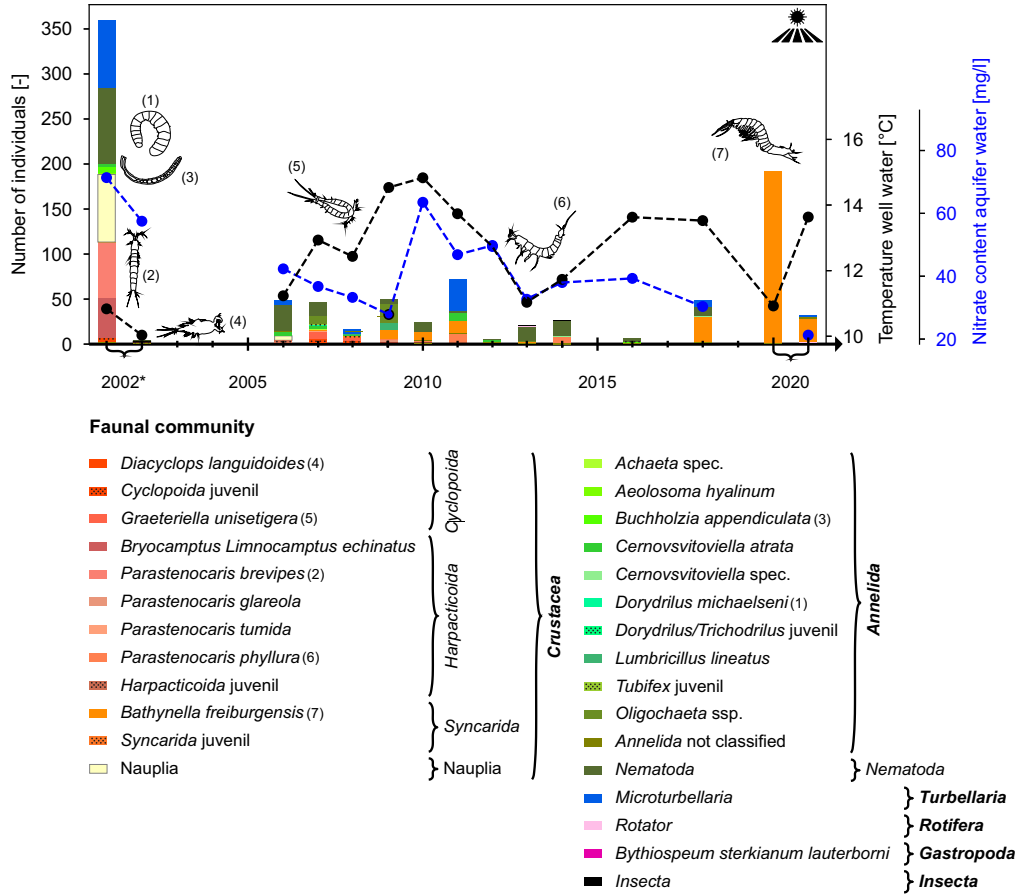 350
300
250
200
150
100
50
0
Number of individuals [-]
(1)
(3)
(2)
(4)
(5)
(6)
(7)
16
14
12
10
Temperature well water [°C]
80
60
40
20
Nitrate content aquifer water [mg/l]
2002*
2005
2010
2015
2020
Faunal community
Diacyclops languidoides (4)
Cyclopoida juvenil
Graeteriella unisetigera (5)
Bryocamptus Limnocamptus echinatus
Parastenocaris brevipes (2)
Parastenocaris glareola
Parastenocaris tumida
Parastenocaris phyllura (6)
Harpacticoida juvenil
Bathynella freiburgensis (7)
Syncarida juvenil
Nauplia
Cyclopoida
Harpacticoida
Syncarida
Nauplia
Crustacea
Achaeta spec.
Aeolosoma hyalinum
Buchholzia appendiculata (3)
Cernovsvitoviella atrata
Cernovsvitoviella spec.
Dorydrilus michaelseni (1)
Dorydrilus/Trichodrilus juvenil
Lumbricillus lineatus
Tubifex juvenil
Oligochaeta ssp.
Annelida not classified
Nematoda
Microturbellaria
Rotator
Bythiospeum sterkianum lauterborni
Insecta
Annelida
Nematoda
Turbellaria
Rotifera
Gastropoda
Insecta